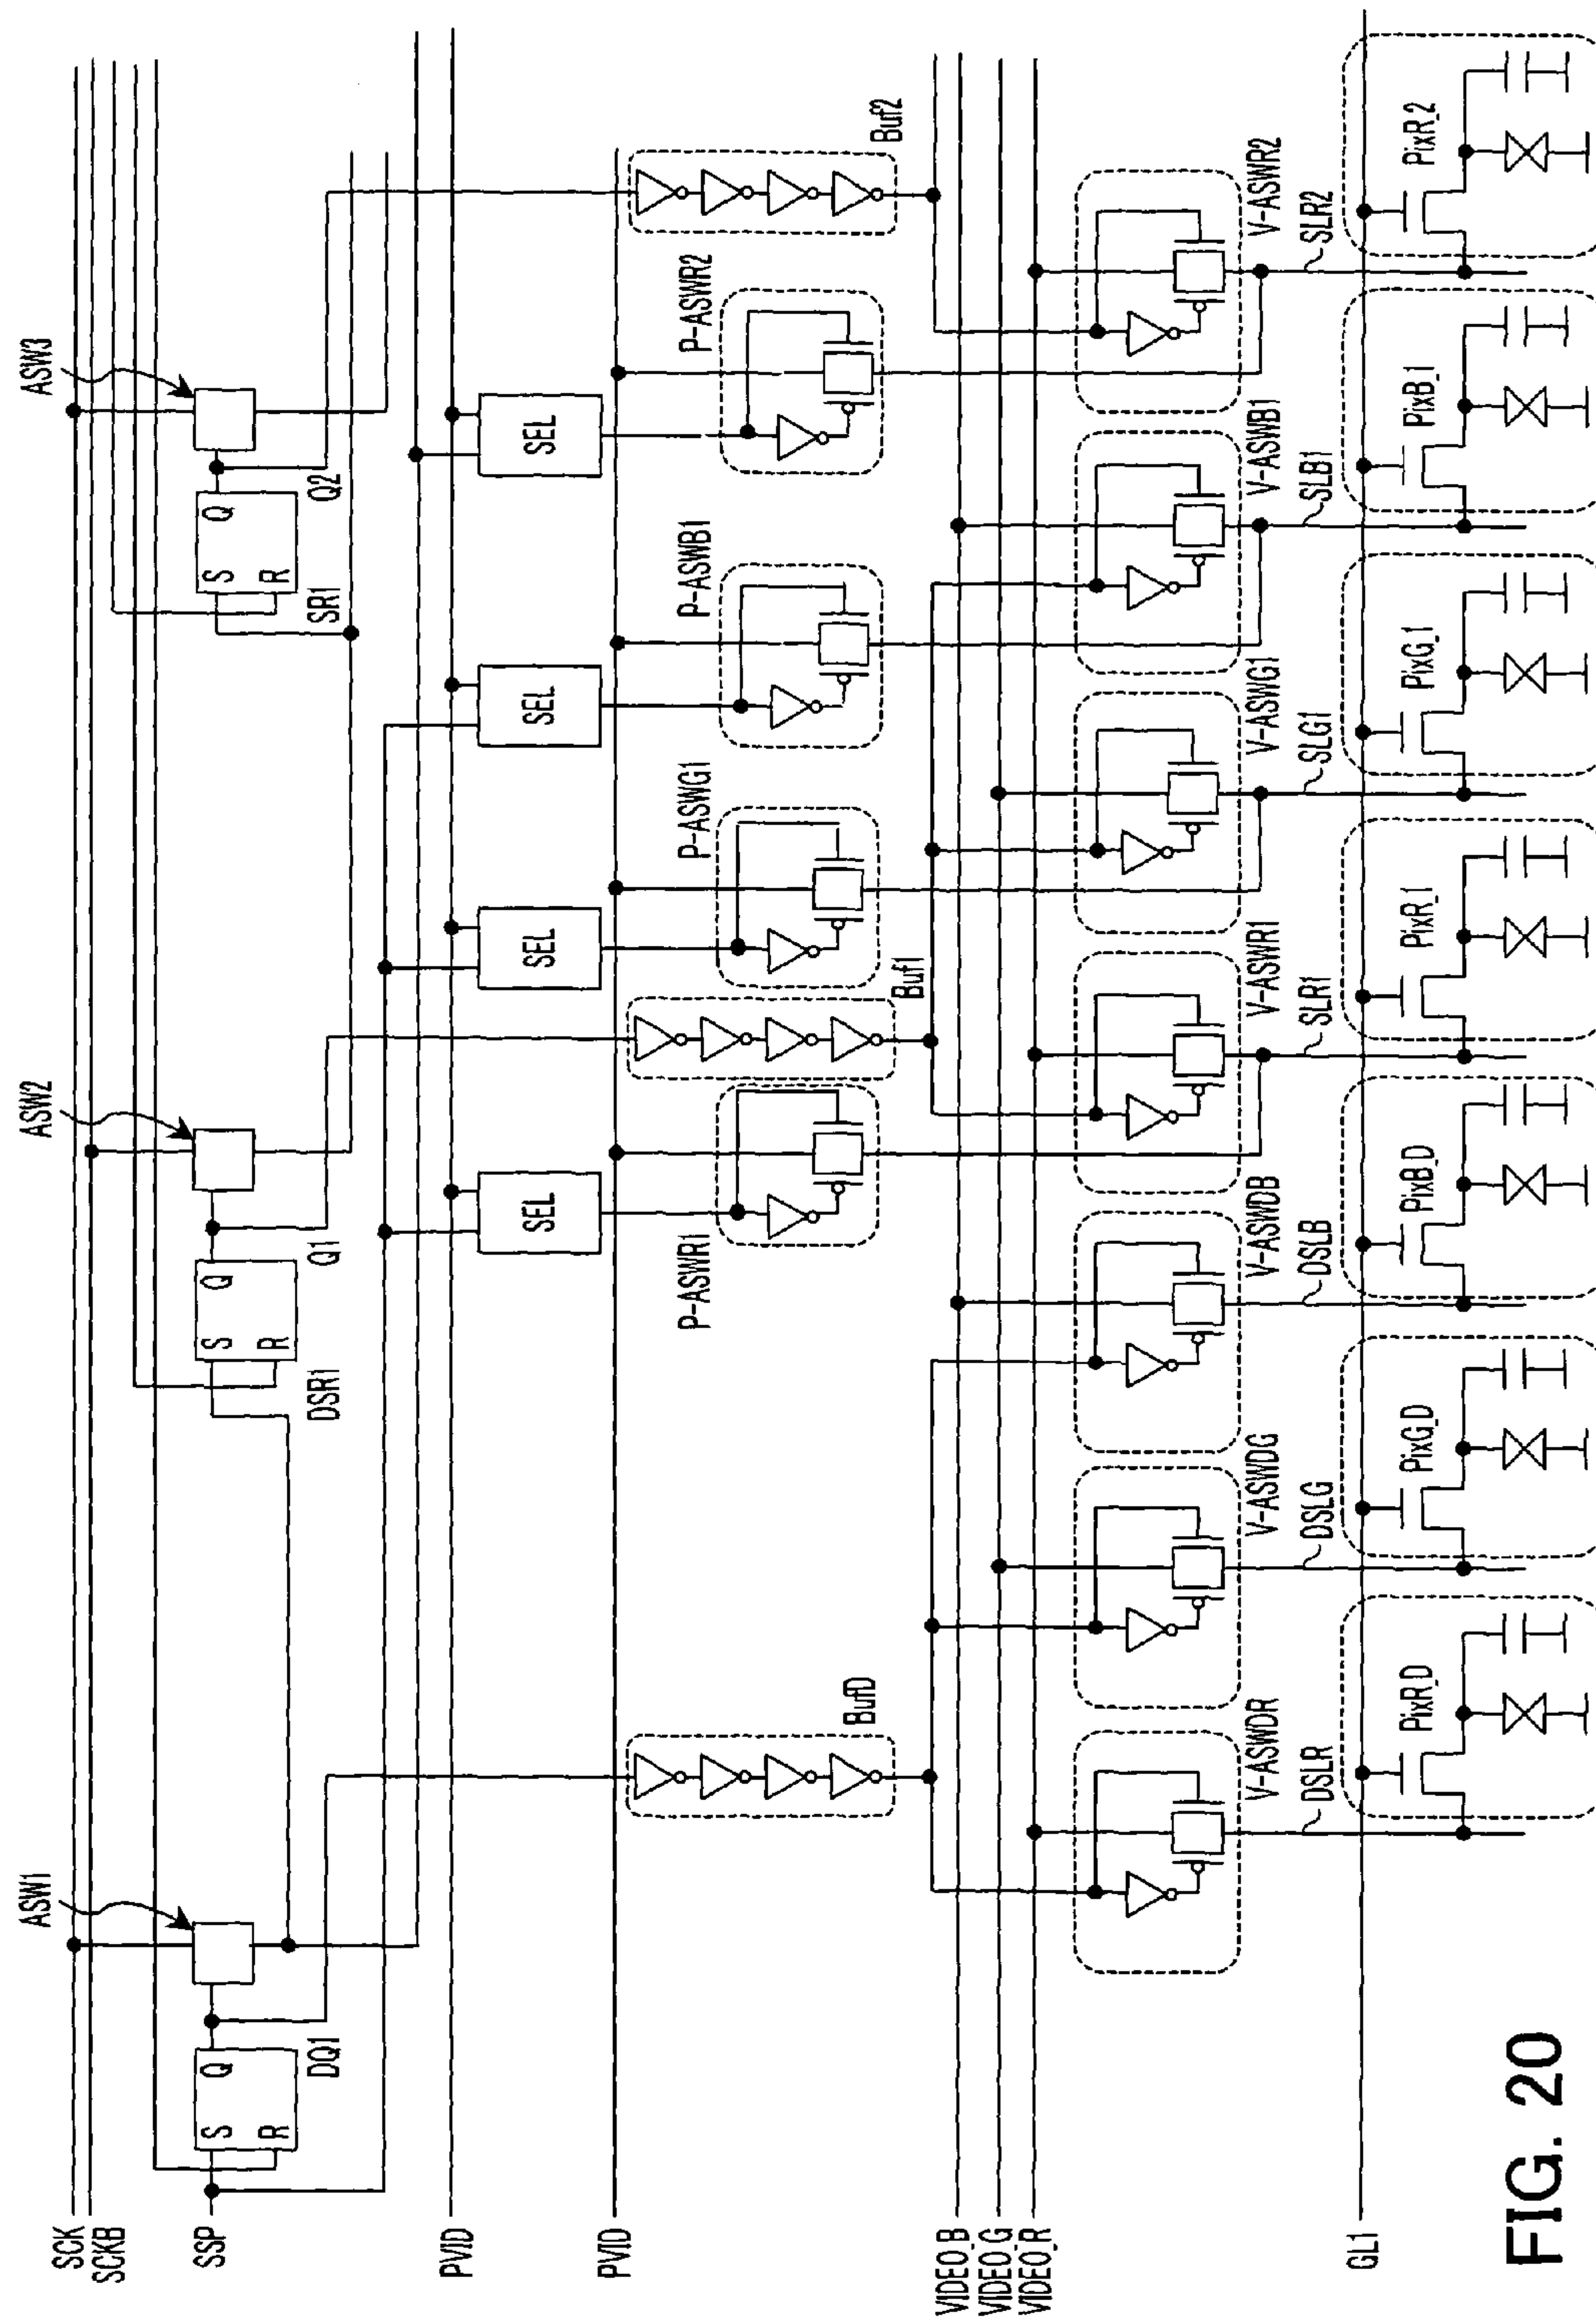 ASW1
ASW2
ASW3
SCK
SCKB
SSP
S Q
R
DQ1
S Q
R
DSR1
Q1
S Q
R
SR1
Q2
PVID
SEL
SEL
SEL
SEL
PVID
P-ASWR1
P-ASWG1
P-ASWB1
P-ASWR2
BufD
Buf1
Buf2
VIDEO_B
VIDEO_G
VIDEO_R
V-ASWDR
V-ASWDG
V-ASWDB
V-ASWR1
V-ASWG1
V-ASWB1
V-ASWR2
DSLR
DSLG
DSLB
SLR1
SLG1
SLB1
SLR2
GL1
PixR_D
PixG_D
PixB_D
PixR_1
PixG_1
PixB_1
PixR_2
FIG. 20